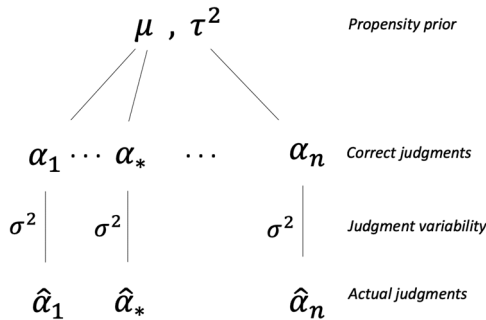 μ , τ² Propensity prior
α₁ ··· α* ··· αₙ Correct judgments
σ² σ² σ² Judgment variability
α̂₁ α̂* α̂ₙ Actual judgments